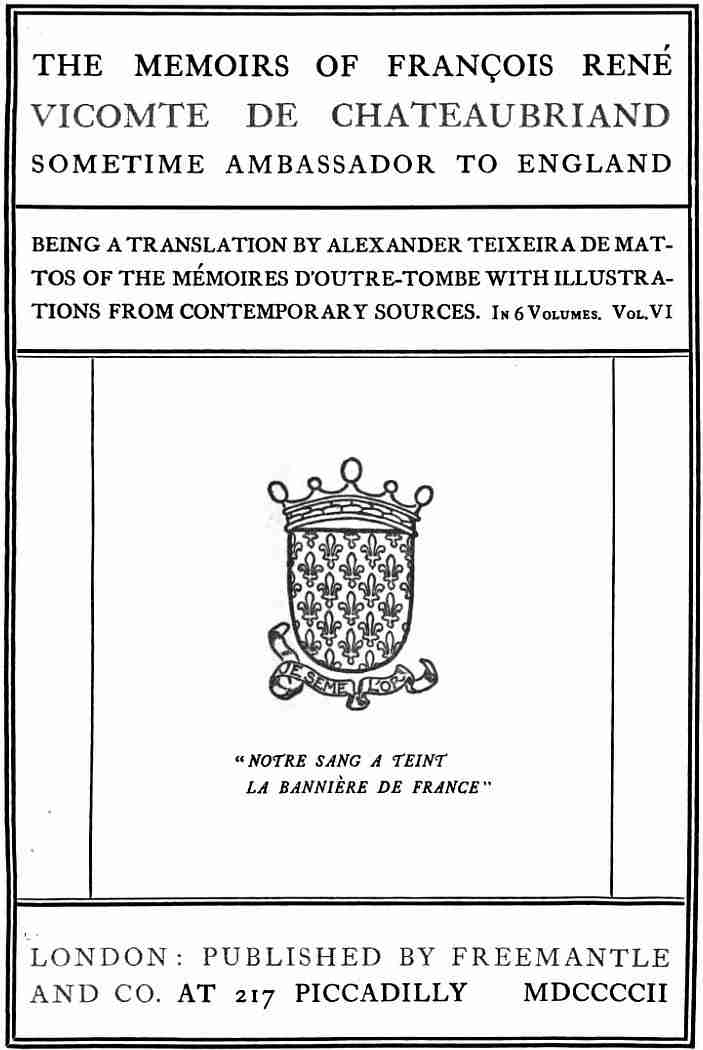 THE MEMOIRS OF FRANÇOIS RENÉ
VICOMTE DE CHATEAUBRIAND
SOMETIME AMBASSADOR TO ENGLAND
BEING A TRANSLATION BY ALEXANDER TEIXEIRA DE MAT-
TOS OF THE MÉMOIRES D'OUTRE-TOMBE WITH ILLUSTRA-
TIONS FROM CONTEMPORARY SOURCES. IN 6 VOLUMES. VOL. VI
JE SEME L'OR
"NOTRE SANG A TEINT
LA BANNIÈRE DE FRANCE"
LONDON: PUBLISHED BY FREEMANTLE
AND CO. AT 217 PICCADILLY MDCCCCII